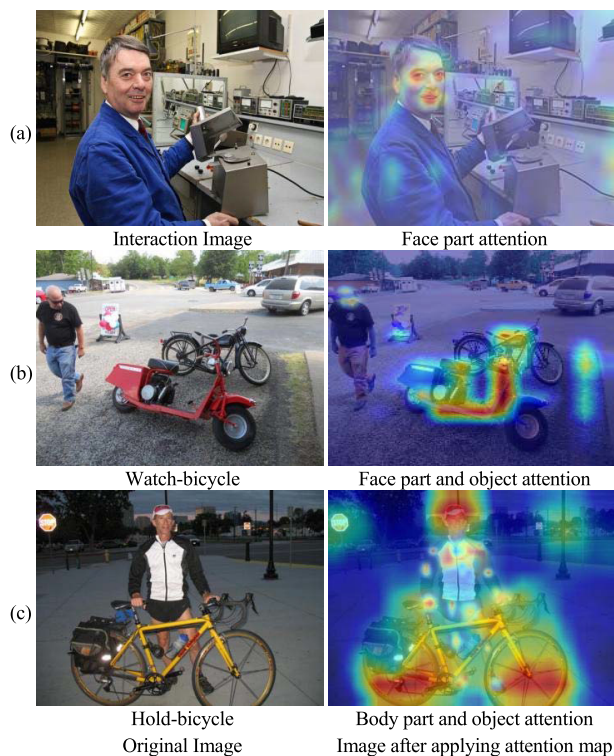 (a)
Interaction Image Face part attention
(b)
Watch-bicycle Face part and object attention
(c)
Hold-bicycle Body part and object attention
Original Image Image after applying attention map